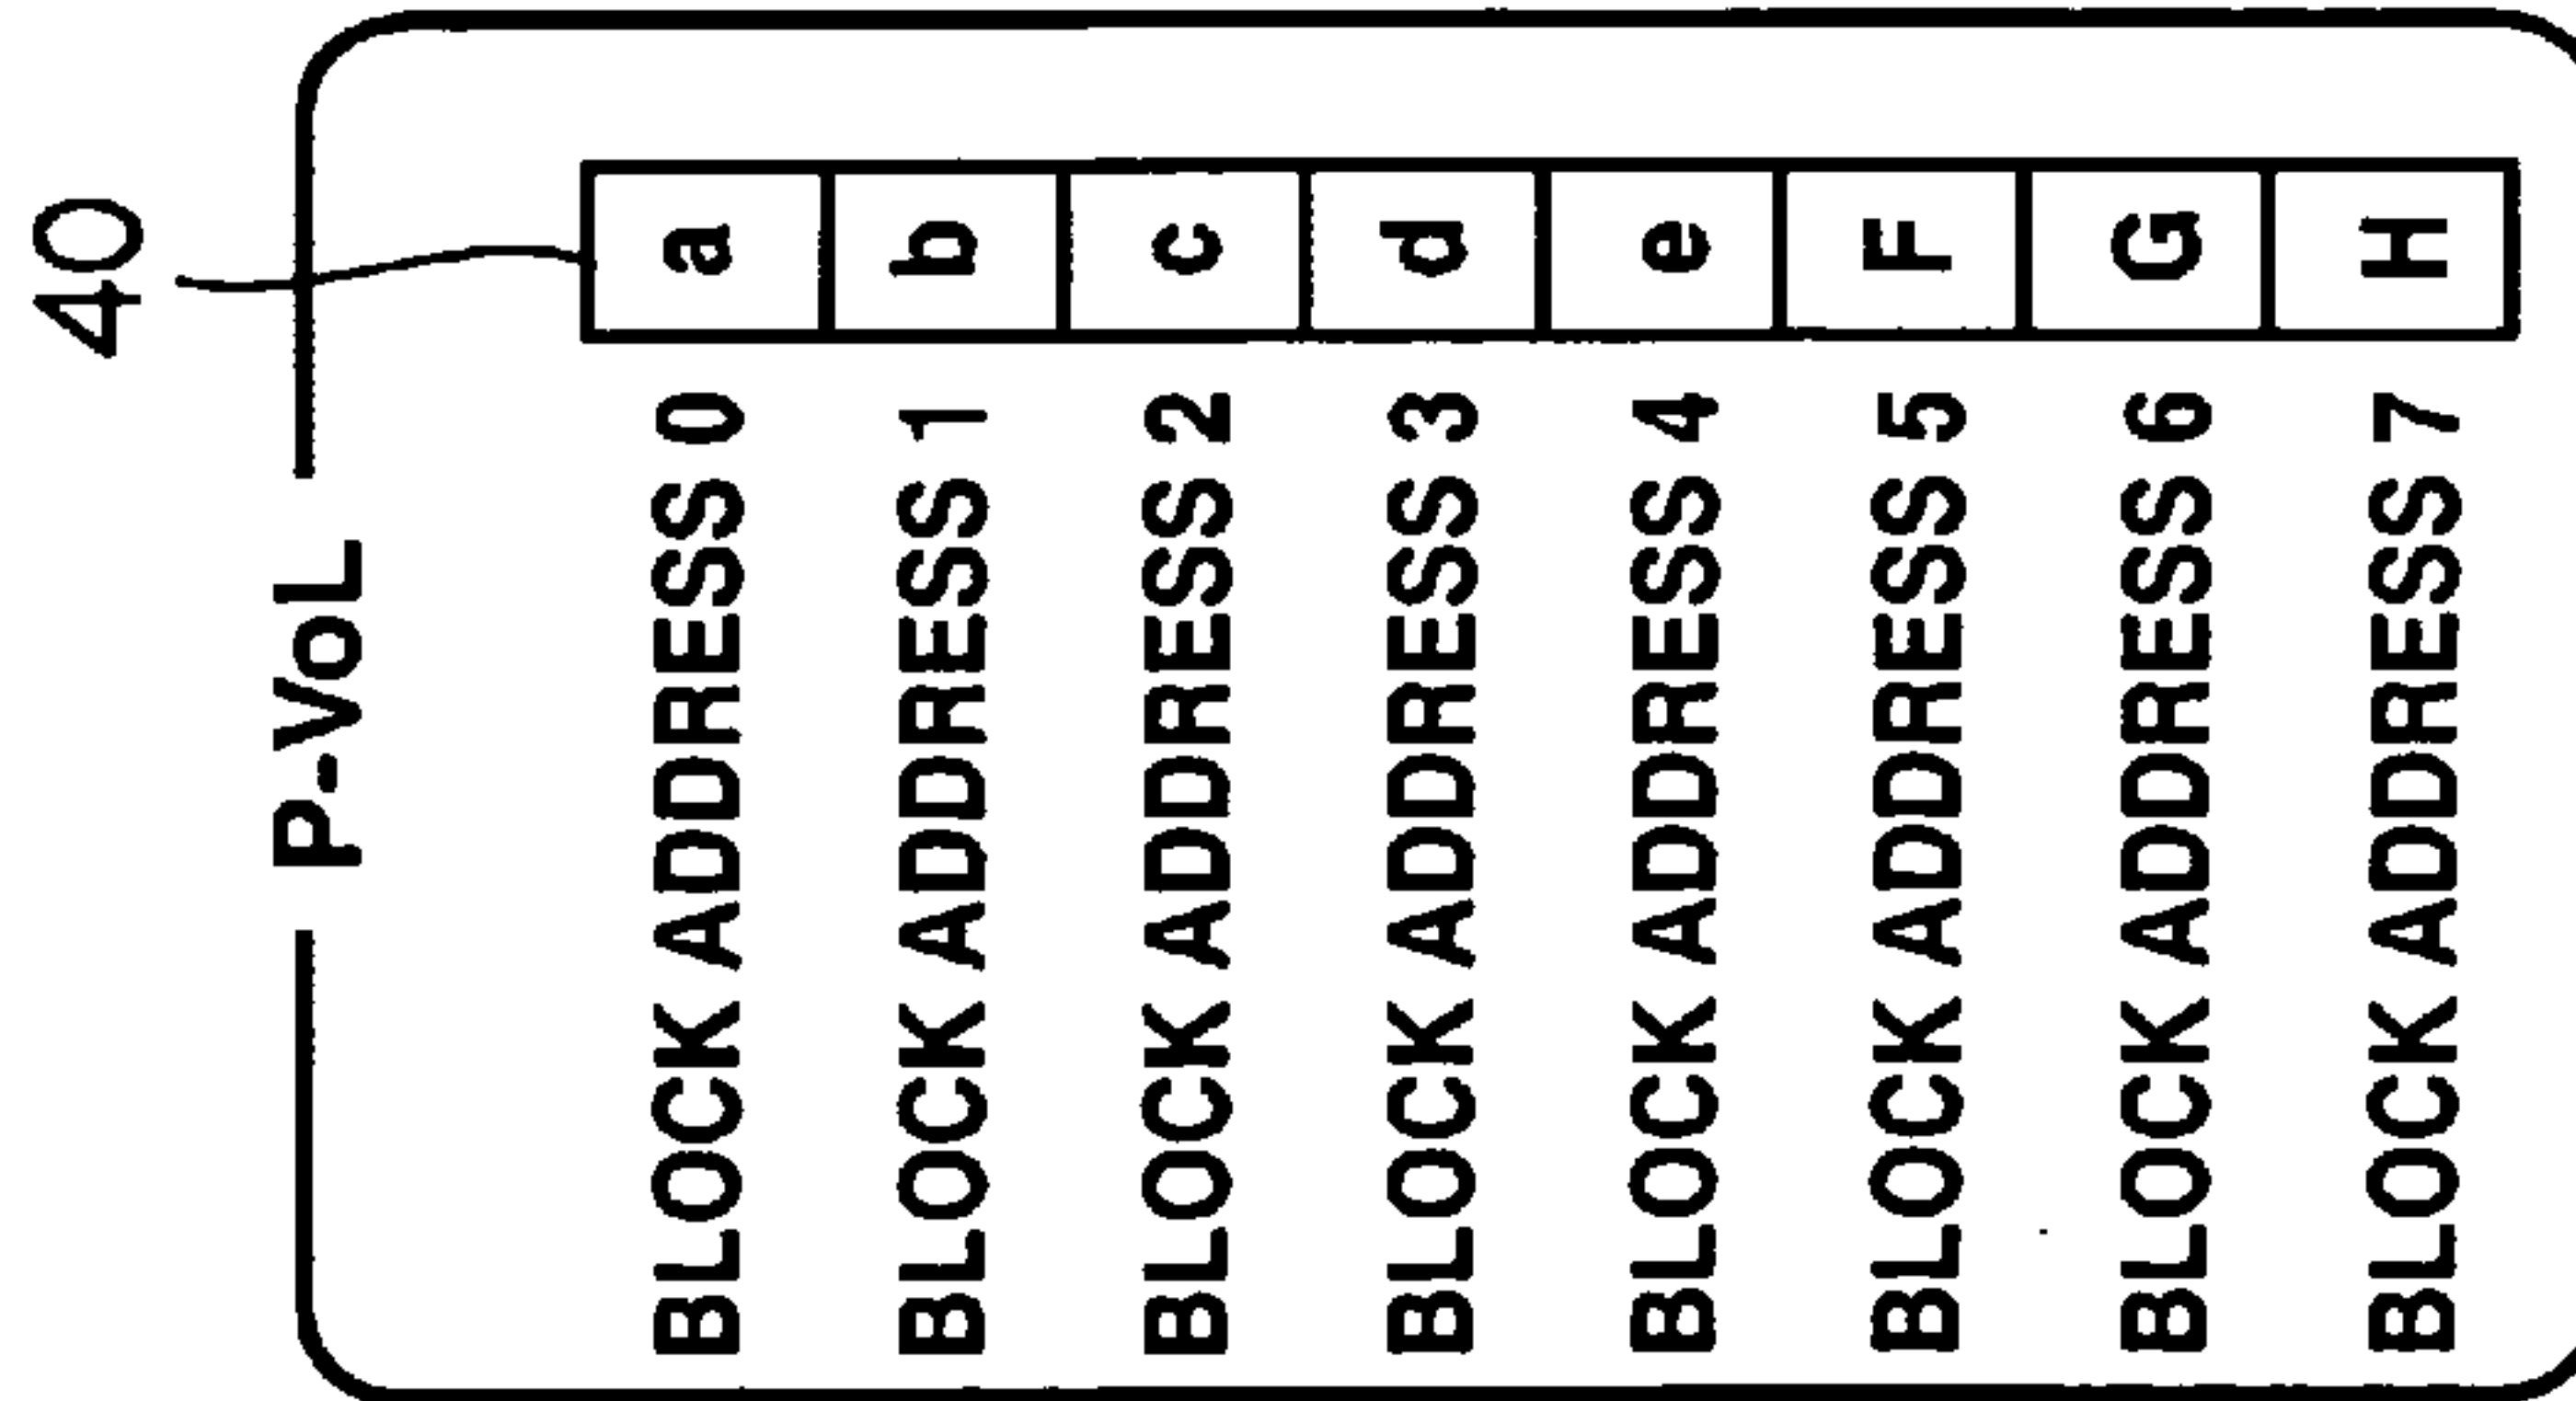 40
P-VoL
BLOCK ADDRESS 0 a
BLOCK ADDRESS 1 b
BLOCK ADDRESS 2 c
BLOCK ADDRESS 3 d
BLOCK ADDRESS 4 e
BLOCK ADDRESS 5 F
BLOCK ADDRESS 6 G
BLOCK ADDRESS 7 H